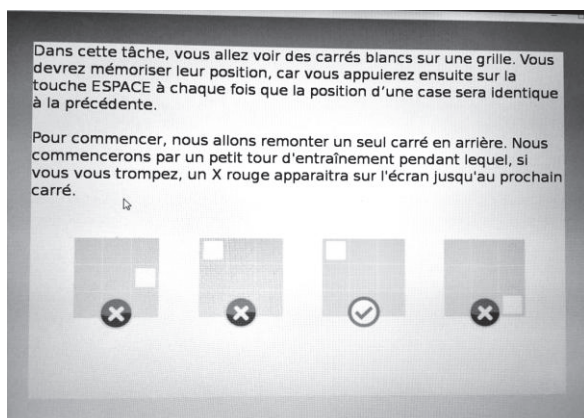 Dans cette tâche, vous allez voir des carrés blancs sur une grille. Vous
devrez mémoriser leur position, car vous appuierez ensuite sur la
touche ESPACE à chaque fois que la position d'une case sera identique
à la précédente.
Pour commencer, nous allons remonter un seul carré en arrière. Nous
commencerons par un petit tour d'entraînement pendant lequel, si
vous vous trompez, un X rouge apparaitra sur l'écran jusqu'au prochain
carré.